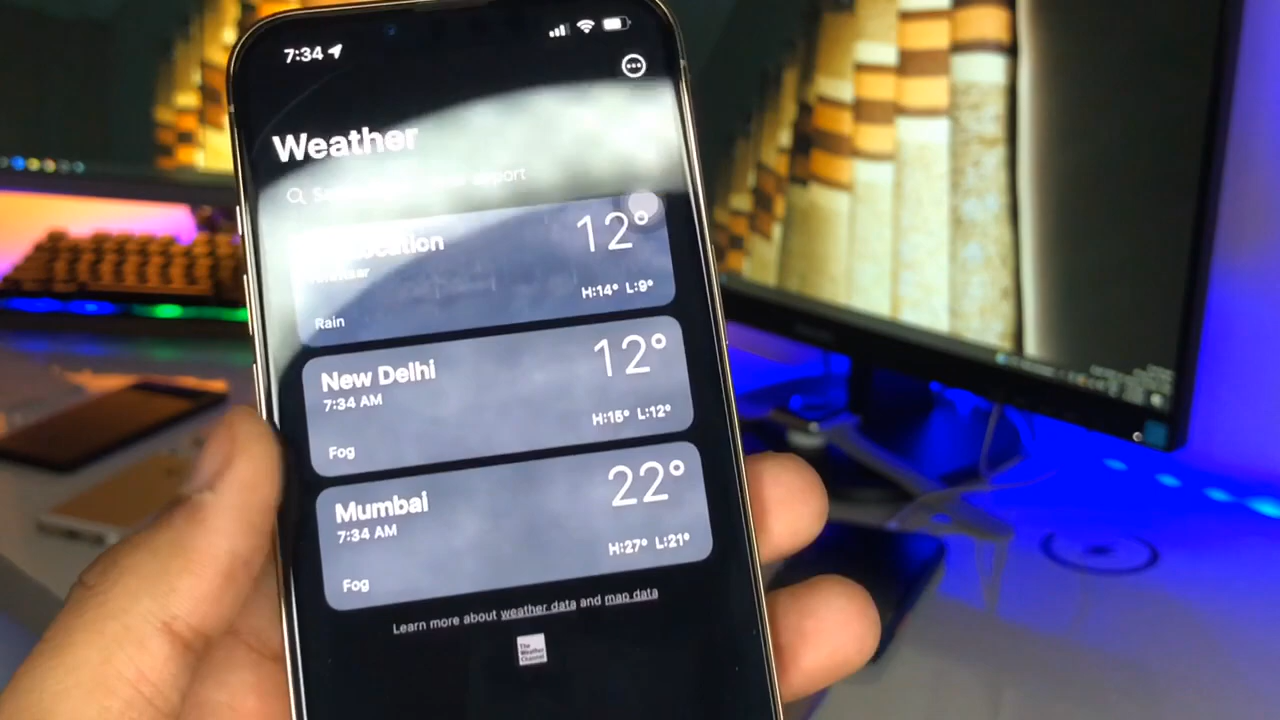 7:34
Weather
12°
H:14° L:9°
Rain
New Delhi
12°
7:34 AM
H:15° L:12°
Fog
Mumbai
22°
7:34 AM
H:27° L:21°
Fog
Learn more about weather data and map data
The
Weather
Channel